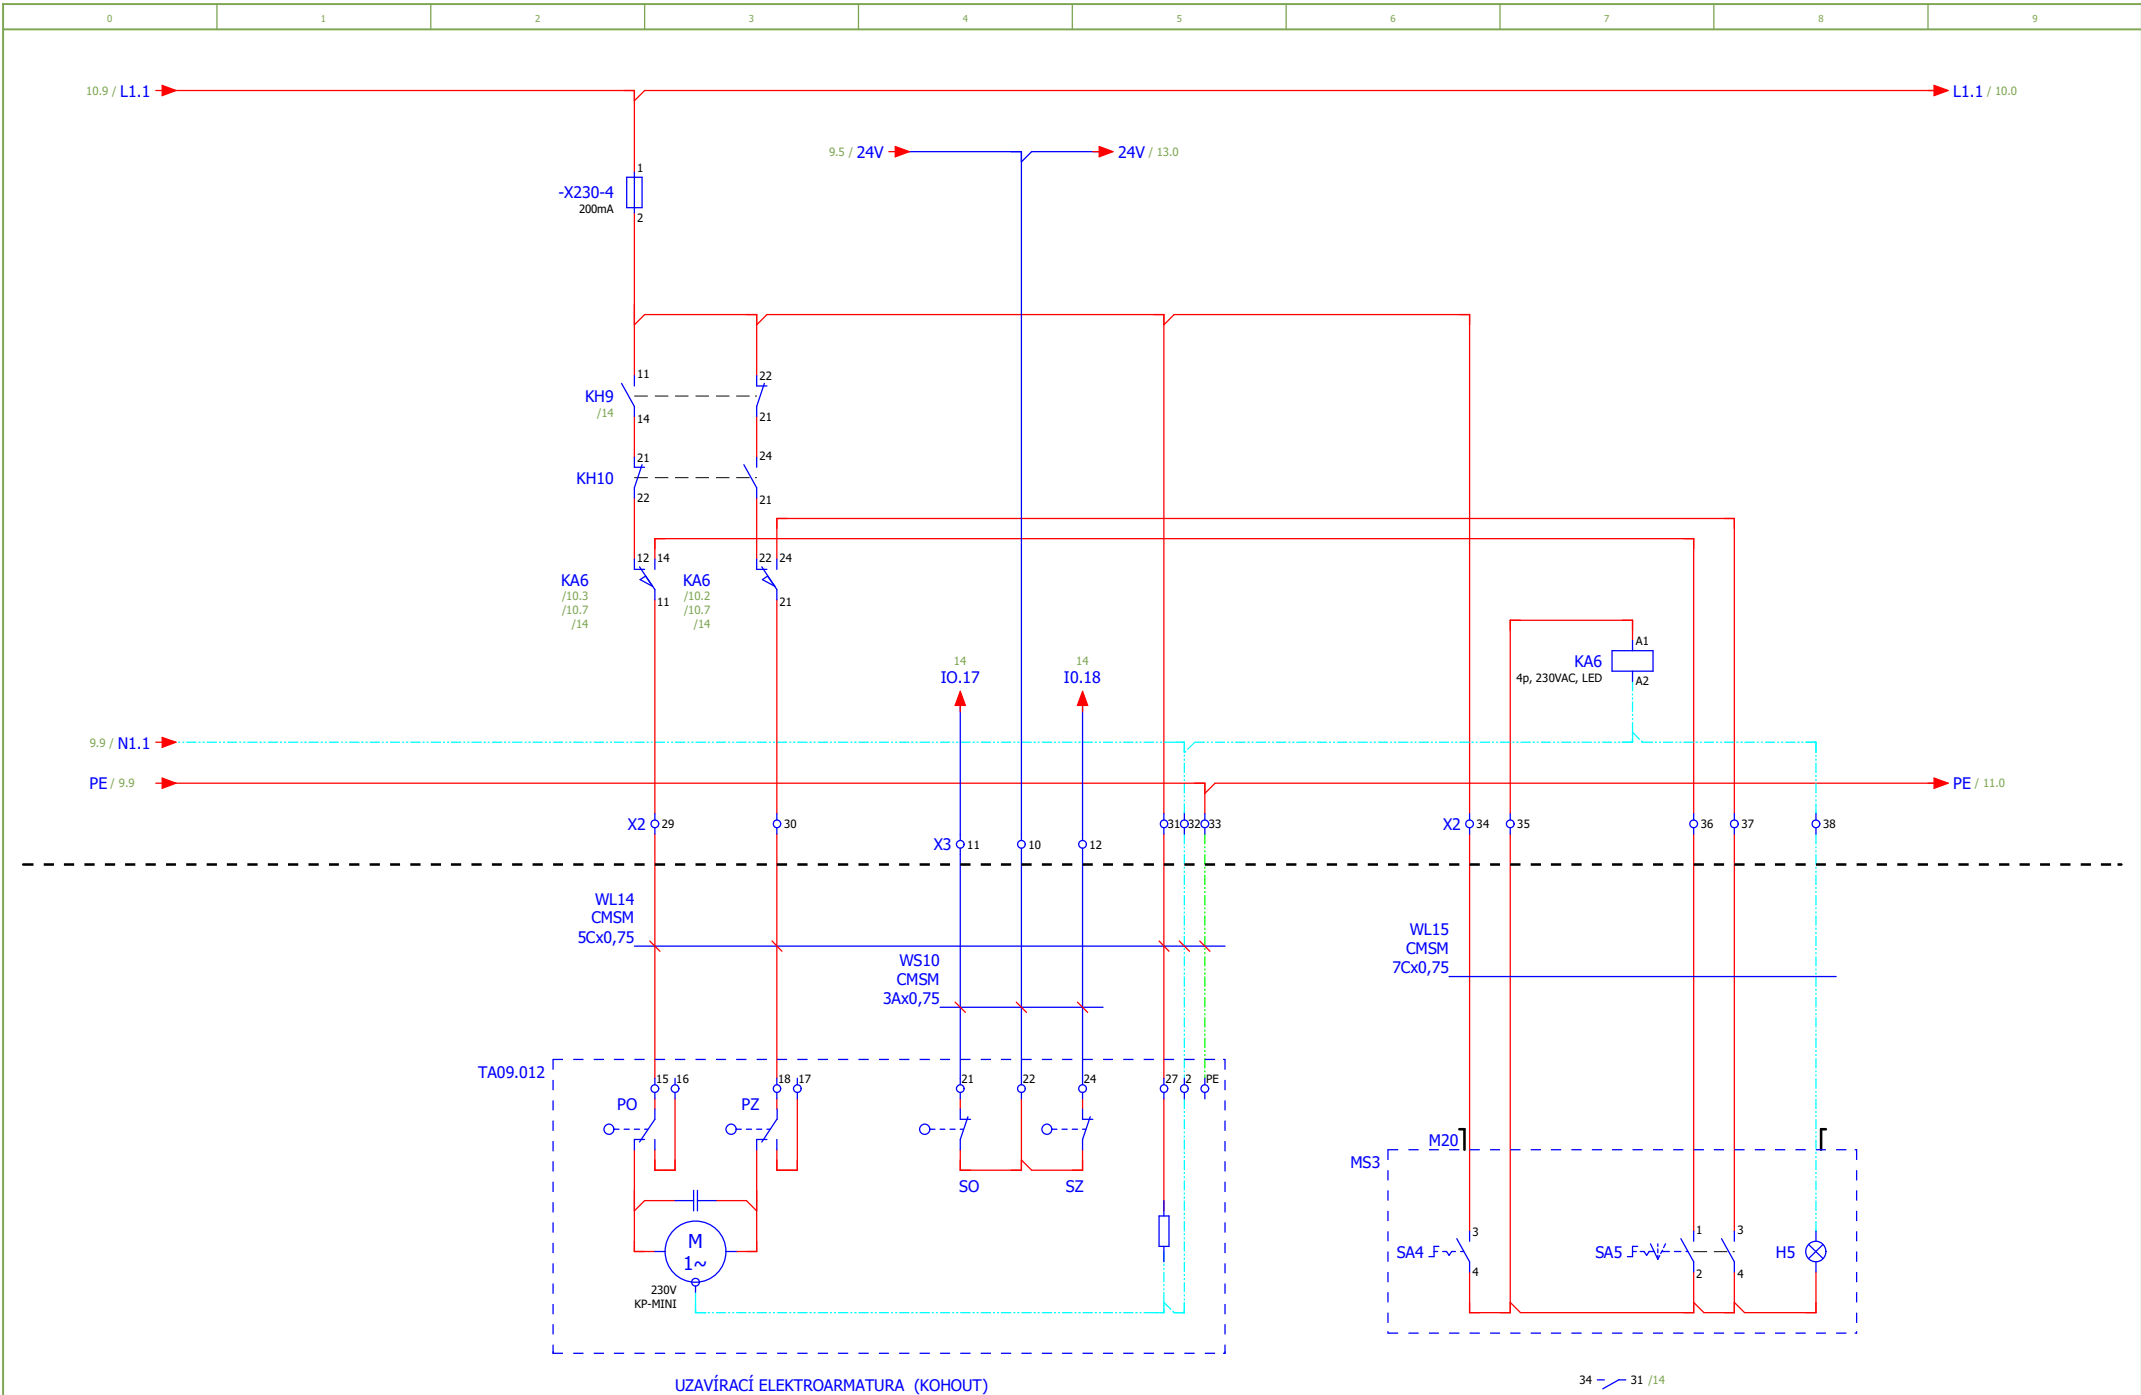 0 1 2 3 4 5 6 7 8 9
10.9 / L1.1
L1.1 / 10.0
9.5 / 24V
24V / 13.0
1
-X230-4
200mA
2
11 22
KH9
/14
14 21
21 24
KH10
22 21
12 14 22 24
KA6 KA6
/10.3 /10.2
/10.7 /10.7
/14 /14
11 21
A1
KA6
4p, 230VAC, LED
A2
14 14
IO.17 I0.18
9.9 / N1.1
PE / 9.9
PE / 11.0
X2 29 30 31 32 33 X2 34 35 36 37 38
X3 11 10 12
WL14
CMSM
5Cx0,75
WS10
CMSM
3Ax0,75
WL15
CMSM
7Cx0,75
TA09.012
15 16 18 17 21 22 24 27 2 PE
PO PZ
M20
MS3
SO SZ
M
1~
230V
KP-MINI
3 1 3
SA4 SA5 H5
4 2 4
UZAVÍRACÍ ELEKTROARMATURA (KOHOUT)
34 31 /14